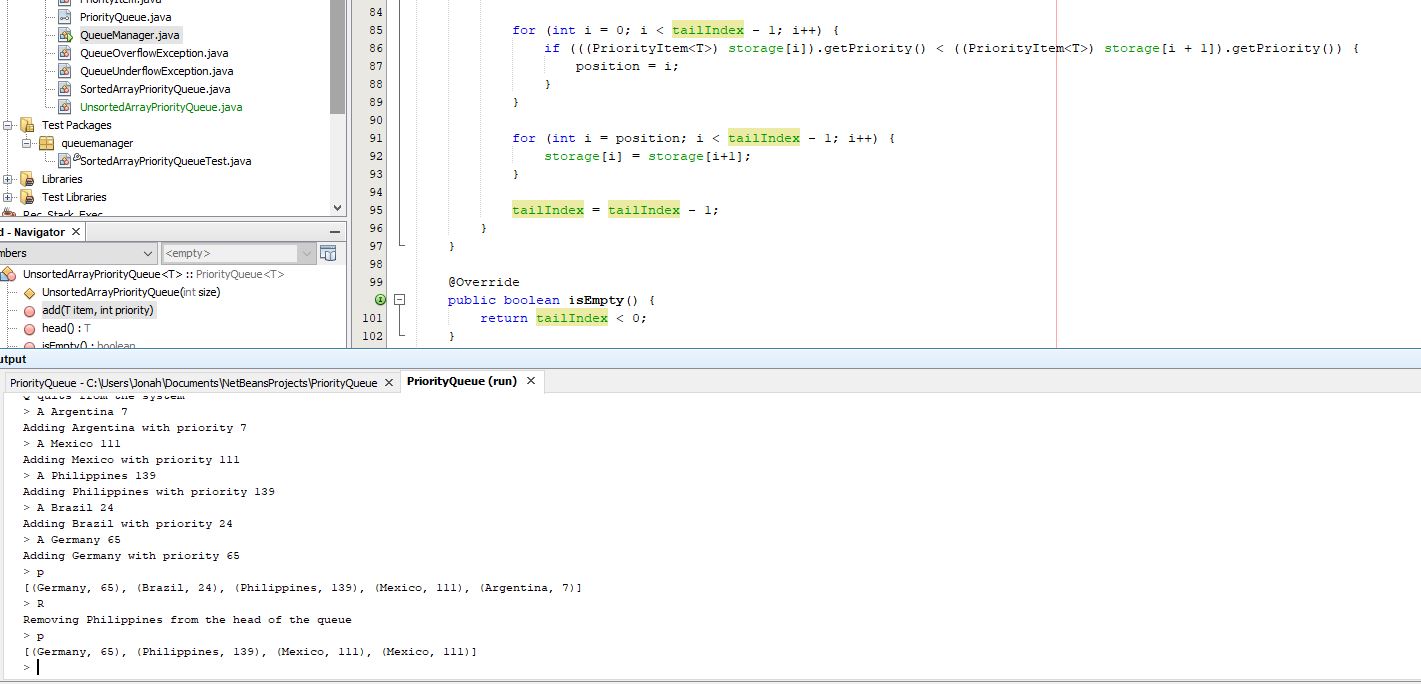 PriorityItem.java
PriorityQueue.java
QueueManager.java
QueueOverflowException.java
QueueUnderflowException.java
SortedArrayPriorityQueue.java
UnsortedArrayPriorityQueue.java
Test Packages
queuemanager
SortedArrayPriorityQueueTest.java
Libraries
Test Libraries
Rec_Stack_Exec
d - Navigator
mbers
<empty>
UnsortedArrayPriorityQueue<T> :: PriorityQueue<T>
UnsortedArrayPriorityQueue(int size)
add(T item, int priority)
head() : T
isEmpty() : boolean
84
85 for (int i = 0; i < tailIndex - 1; i++) {
86 if (((PriorityItem<T>) storage[i]).getPriority() < ((PriorityItem<T>) storage[i + 1]).getPriority()) {
87 position = i;
88 }
89 }
90
91 for (int i = position; i < tailIndex - 1; i++) {
92 storage[i] = storage[i+1];
93 }
94
95 tailIndex = tailIndex - 1;
96 }
97 }
98
99 @Override
public boolean isEmpty() {
101 return tailIndex < 0;
102 }
utput
PriorityQueue - C:\Users\Jonah\Documents\NetBeansProjects\PriorityQueue
PriorityQueue (run)
Q quits from the system
> A Argentina 7
Adding Argentina with priority 7
> A Mexico 111
Adding Mexico with priority 111
> A Philippines 139
Adding Philippines with priority 139
> A Brazil 24
Adding Brazil with priority 24
> A Germany 65
Adding Germany with priority 65
> p
[(Germany, 65), (Brazil, 24), (Philippines, 139), (Mexico, 111), (Argentina, 7)]
> R
Removing Philippines from the head of the queue
> p
[(Germany, 65), (Philippines, 139), (Mexico, 111), (Mexico, 111)]
>